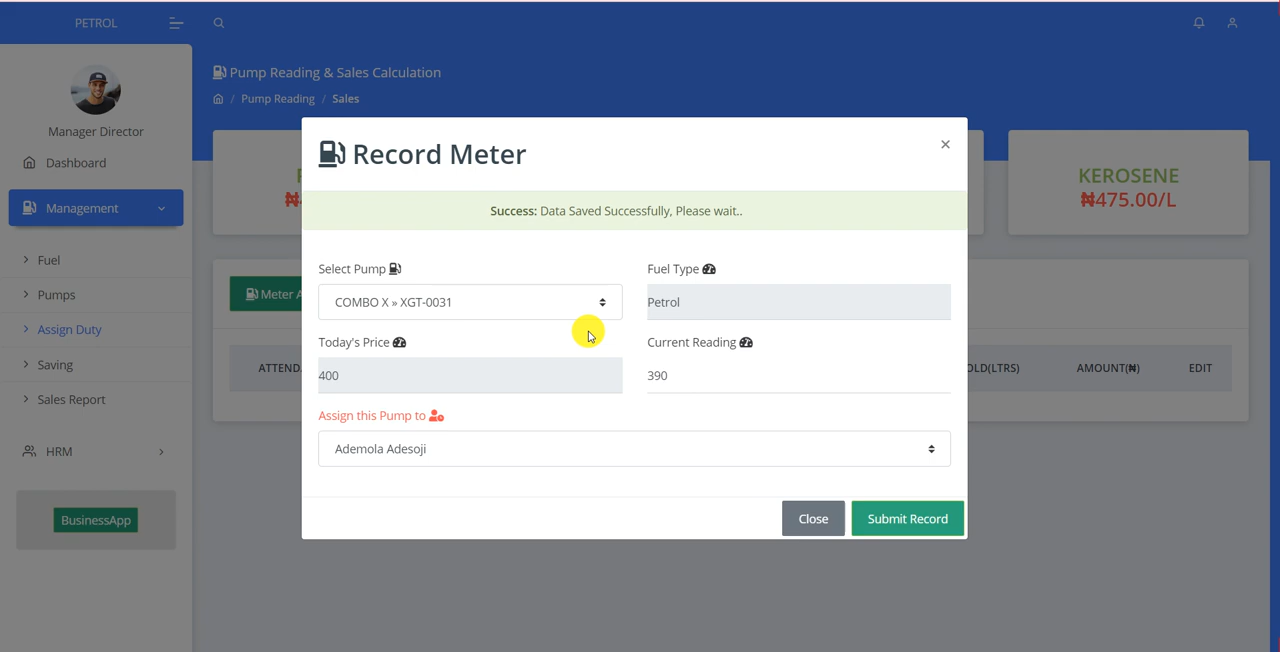 PETROL
Pump Reading & Sales Calculation
/ Pump Reading / Sales
Manager Director
Dashboard
Management
Fuel
Pumps
Assign Duty
Saving
Sales Report
HRM
BusinessApp
KEROSENE
₦475.00/L
Meter
Record Meter
×
Success: Data Saved Successfully, Please wait..
Select Pump
Fuel Type
COMBO X » XGT-0031
Petrol
Today's Price
Current Reading
400
390
Assign this Pump to
Ademola Adesoji
Close
Submit Record
AMOUNT(₦)
EDIT